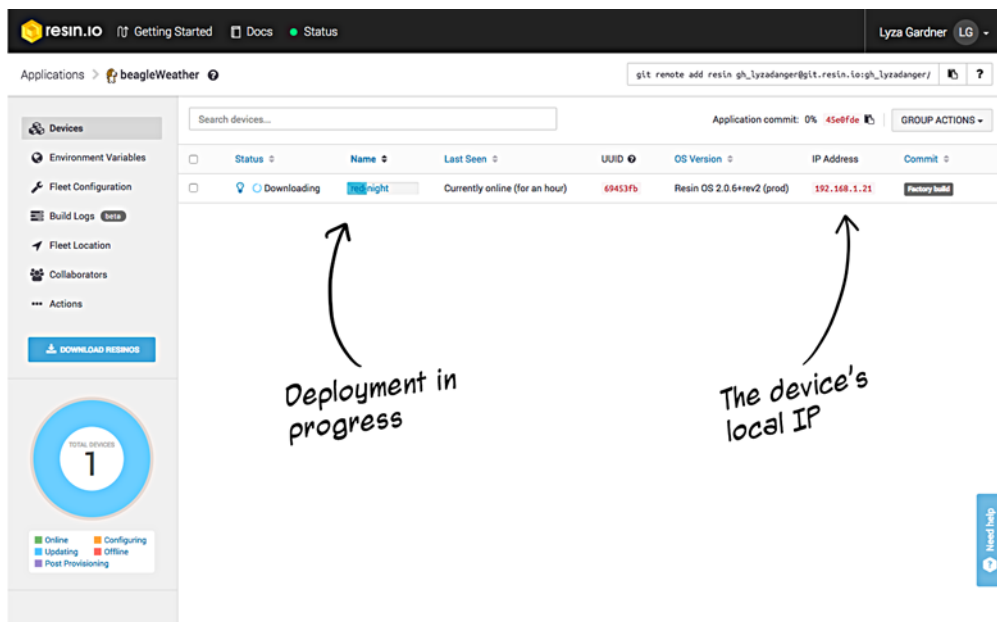 resin.io Getting Started Docs Status Lyza Gardner LG
Applications > beagleWeather ? git remote add resin gh_lyzadanger@git.resin.io:gh_lyzadanger/ ?
Search devices... Application commit: 0% 45e0fde GROUP ACTIONS
Devices
Environment Variables
Fleet Configuration
Build Logs beta
Fleet Location
Collaborators
Actions
DOWNLOAD RESINOS
Status Name Last Seen UUID ? OS Version IP Address Commit
Downloading red-night Currently online (for an hour) 69453fb Resin OS 2.0.6+rev2 (prod) 192.168.1.21 Factory build
Deployment in
progress
The device's
local IP
TOTAL DEVICES
1
Online Configuring
Updating Offline
Post Provisioning
Need help
?